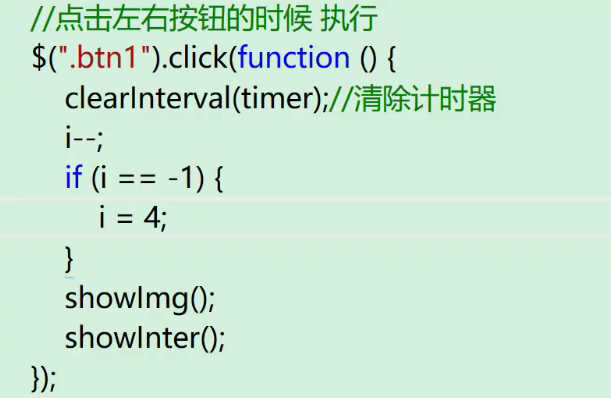 //点击左右按钮的时候 执行
$(".btn1").click(function () {
clearInterval(timer);//清除计时器
i--;
if (i == -1) {
i = 4;
}
showImg();
showInter();
});